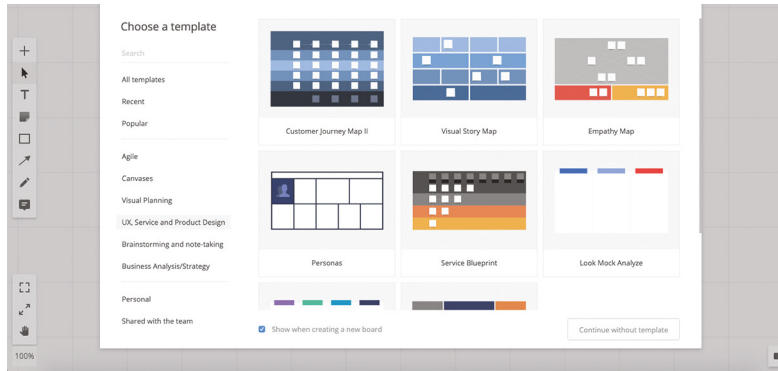 Choose a template
Search
All templates
Recent
Popular
Agile
Canvases
Visual Planning
UX, Service and Product Design
Brainstorming and note-taking
Business Analysis/Strategy
Personal
Shared with the team
Customer Journey Map II
Visual Story Map
Empathy Map
Personas
Service Blueprint
Look Mock Analyze
Show when creating a new board
Continue without template
T
100%